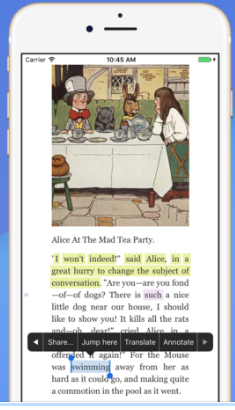 Carrier 10:45 AM
Alice At The Mad Tea Party.
'I won't indeed!" said Alice, in a
great hurry to change the subject of
conversation. "Are you—are you fond
—of—of dogs? There is such a nice
little dog near our house, I should
like to show you! It kills all the rats
and—oh, dear!" cried Alice in a
Share... Jump here Translate Annotate
offended it again!" For the Mouse
was swimming away from her as
hard as it could go, and making quite
a commotion in the pool as it went.